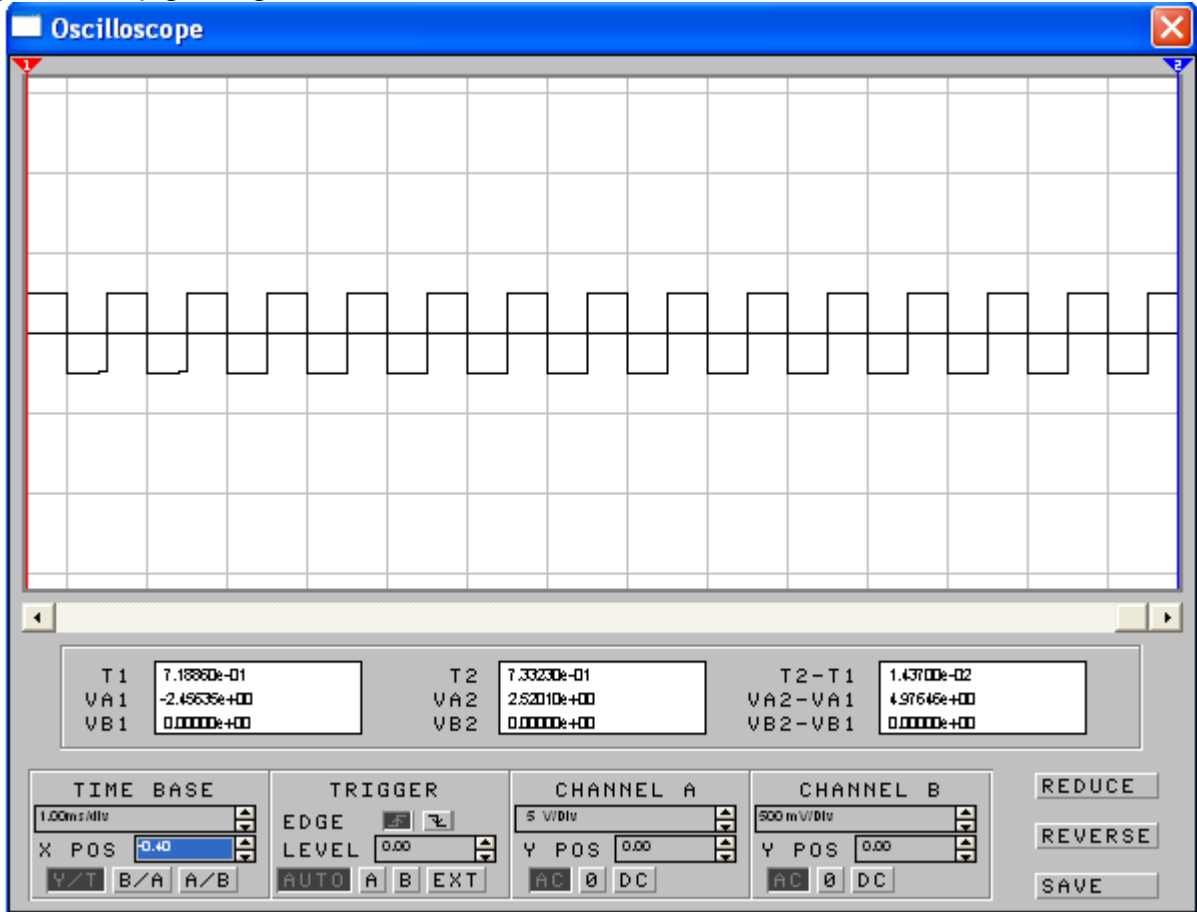 Oscilloscope
1 2
T1 7.18860e-01 T2 7.33230e-01 T2-T1 1.43700e-02
VA1 -2.45635e+00 VA2 2.52010e+00 VA2-VA1 4.97646e+00
VB1 0.00000e+00 VB2 0.00000e+00 VB2-VB1 0.00000e+00
TIME BASE
1.00ms/div
X POS -0.40
Y/T B/A A/B
TRIGGER
EDGE
LEVEL 0.00
AUTO A B EXT
CHANNEL A
5 V/Div
Y POS 0.00
AC 0 DC
CHANNEL B
500 mV/Div
Y POS 0.00
AC 0 DC
REDUCE
REVERSE
SAVE